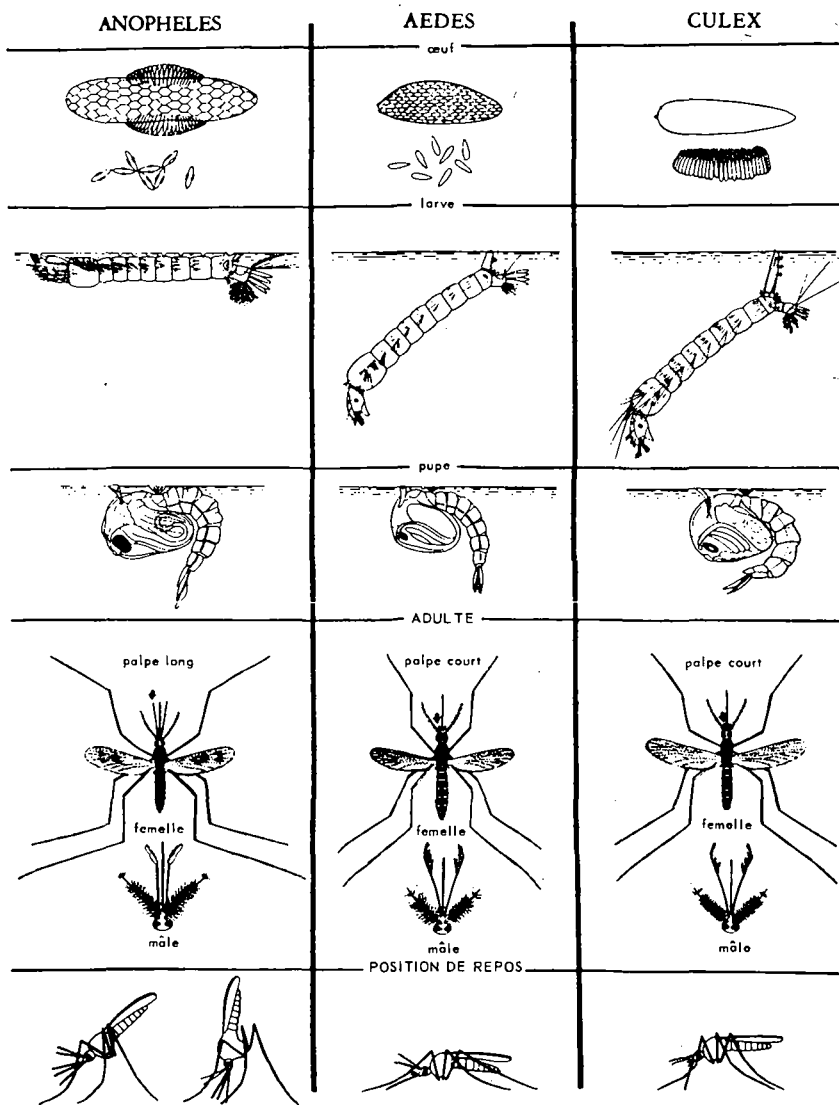 ANOPHELES AEDES CULEX
œuf
larve
pupe
ADULTE
palpe long palpe court palpe court
femelle femelle femelle
mâle mâle mâle
POSITION DE REPOS